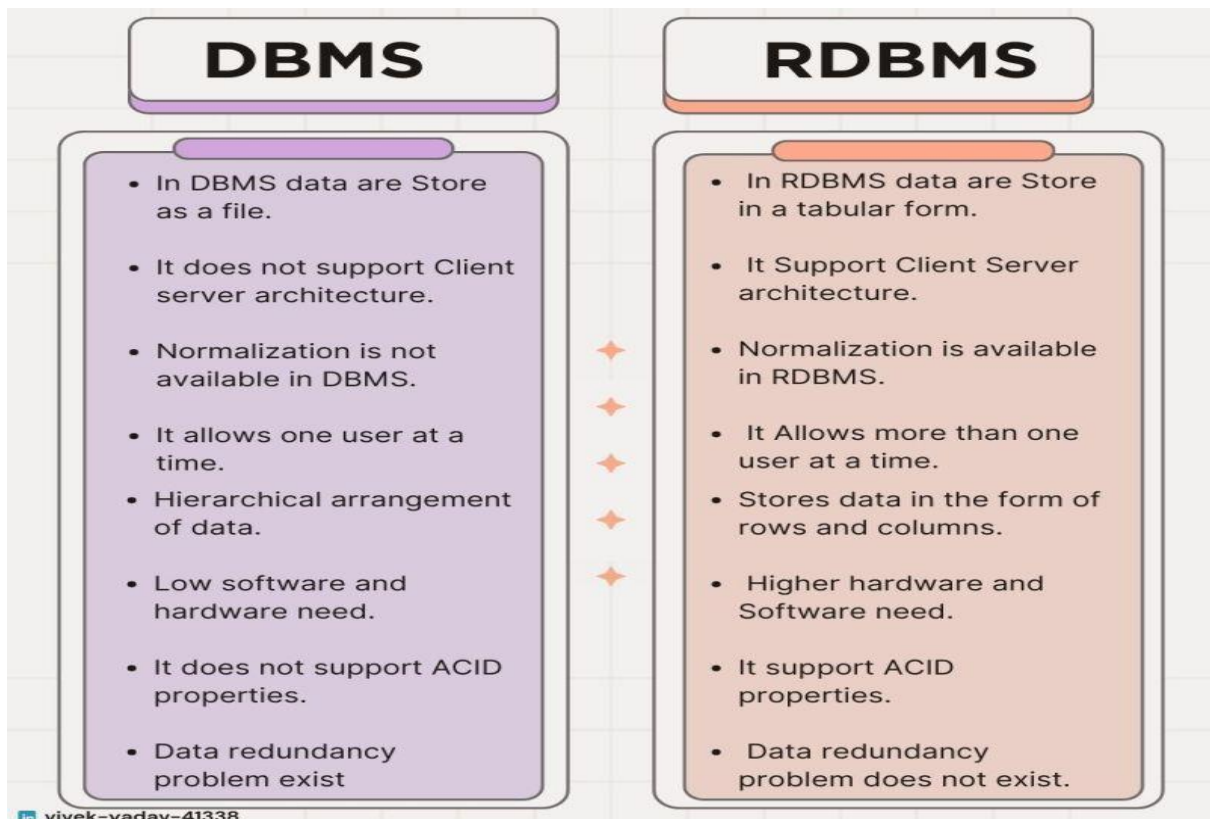 DBMS
• In DBMS data are Store
as a file.
• It does not support Client
server architecture.
• Normalization is not
available in DBMS.
• It allows one user at a
time.
• Hierarchical arrangement
of data.
• Low software and
hardware need.
• It does not support ACID
properties.
• Data redundancy
problem exist
RDBMS
• In RDBMS data are Store
in a tabular form.
• It Support Client Server
architecture.
• Normalization is available
in RDBMS.
• It Allows more than one
user at a time.
• Stores data in the form of
rows and columns.
• Higher hardware and
Software need.
• It support ACID
properties.
• Data redundancy
problem does not exist.
in vivek-yadav-41338